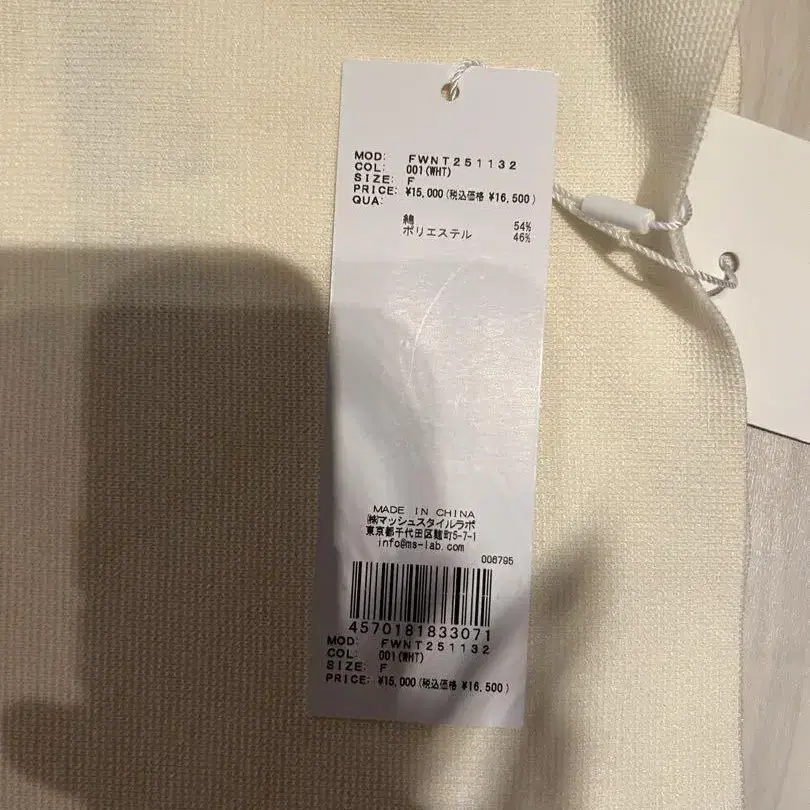 MOD: FWNT251132
COL: 001(WHT)
SIZE: F
PRICE: ¥15,000(税込価格 ¥16,500)
QUA:
綿 54%
ポリエステル 46%
MADE IN CHINA
㈱マッシュスタイルラボ
東京都千代田区麹町5-7-1
info@ms-lab.com
006795
4570181833071
MOD: FWNT251132
COL: 001(WHT)
SIZE: F
PRICE: ¥15,000(税込価格 ¥16,500)